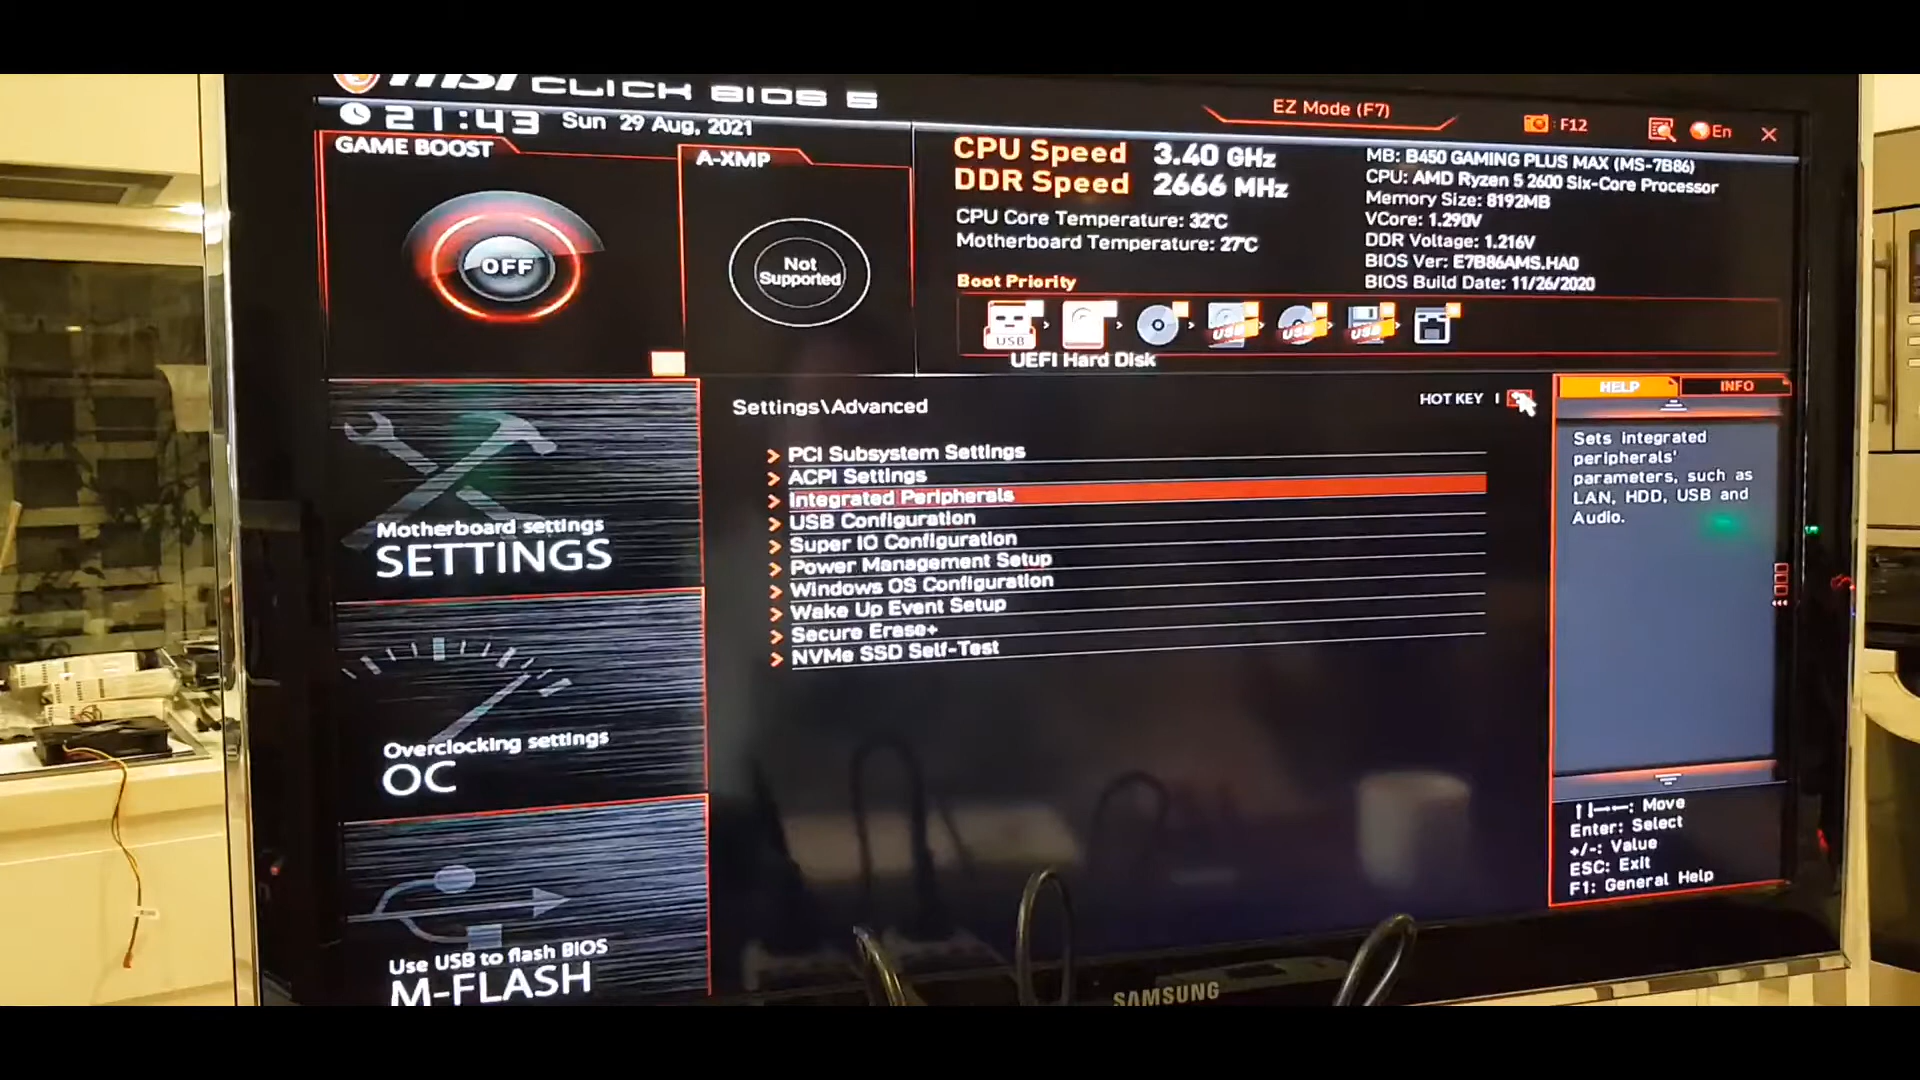 msi CLICK BIOS 5
21:43 Sun 29 Aug, 2021
EZ Mode (F7)
: F12
En
GAME BOOST
OFF
A-XMP
Not
Supported
CPU Speed 3.40 GHz
DDR Speed 2666 MHz
CPU Core Temperature: 32°C
Motherboard Temperature: 27°C
MB: B450 GAMING PLUS MAX (MS-7B86)
CPU: AMD Ryzen 5 2600 Six-Core Processor
Memory Size: 8192MB
VCore: 1.290V
DDR Voltage: 1.216V
BIOS Ver: E7B86AMS.HA0
BIOS Build Date: 11/26/2020
Boot Priority
USB
USB
USB
USB
UEFI Hard Disk
Motherboard settings
SETTINGS
Overclocking settings
OC
Use USB to flash BIOS
M-FLASH
Settings\Advanced
HOT KEY |
> PCI Subsystem Settings
> ACPI Settings
> Integrated Peripherals
> USB Configuration
> Super IO Configuration
> Power Management Setup
> Windows OS Configuration
> Wake Up Event Setup
> Secure Erase+
> NVMe SSD Self-Test
HELP
INFO
Sets integrated
peripherals'
parameters, such as
LAN, HDD, USB and
Audio.
↑↓→←: Move
Enter: Select
+/-: Value
ESC: Exit
F1: General Help
SAMSUNG